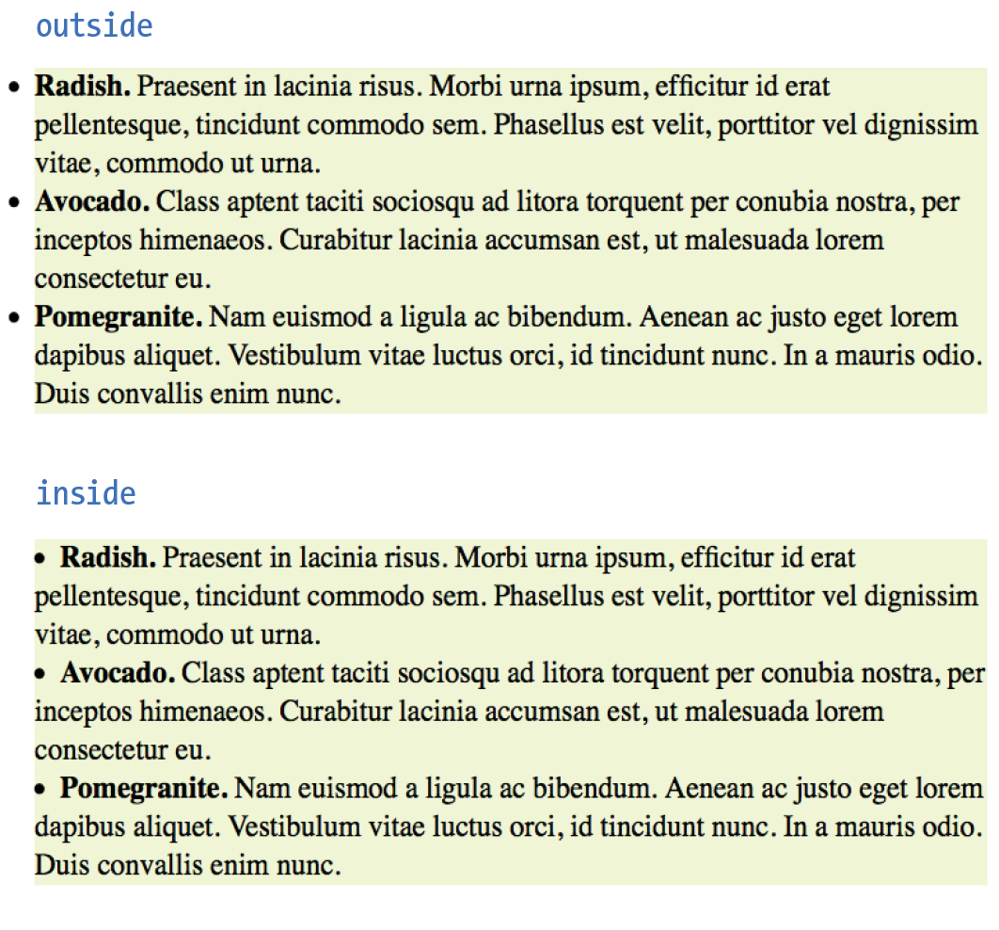 outside
• Radish. Praesent in lacinia risus. Morbi urna ipsum, efficitur id erat
pellentesque, tincidunt commodo sem. Phasellus est velit, porttitor vel dignissim
vitae, commodo ut urna.
• Avocado. Class aptent taciti sociosqu ad litora torquent per conubia nostra, per
inceptos himenaeos. Curabitur lacinia accumsan est, ut malesuada lorem
consectetur eu.
• Pomegranite. Nam euismod a ligula ac bibendum. Aenean ac justo eget lorem
dapibus aliquet. Vestibulum vitae luctus orci, id tincidunt nunc. In a mauris odio.
Duis convallis enim nunc.
inside
• Radish. Praesent in lacinia risus. Morbi urna ipsum, efficitur id erat
pellentesque, tincidunt commodo sem. Phasellus est velit, porttitor vel dignissim
vitae, commodo ut urna.
• Avocado. Class aptent taciti sociosqu ad litora torquent per conubia nostra, per
inceptos himenaeos. Curabitur lacinia accumsan est, ut malesuada lorem
consectetur eu.
• Pomegranite. Nam euismod a ligula ac bibendum. Aenean ac justo eget lorem
dapibus aliquet. Vestibulum vitae luctus orci, id tincidunt nunc. In a mauris odio.
Duis convallis enim nunc.